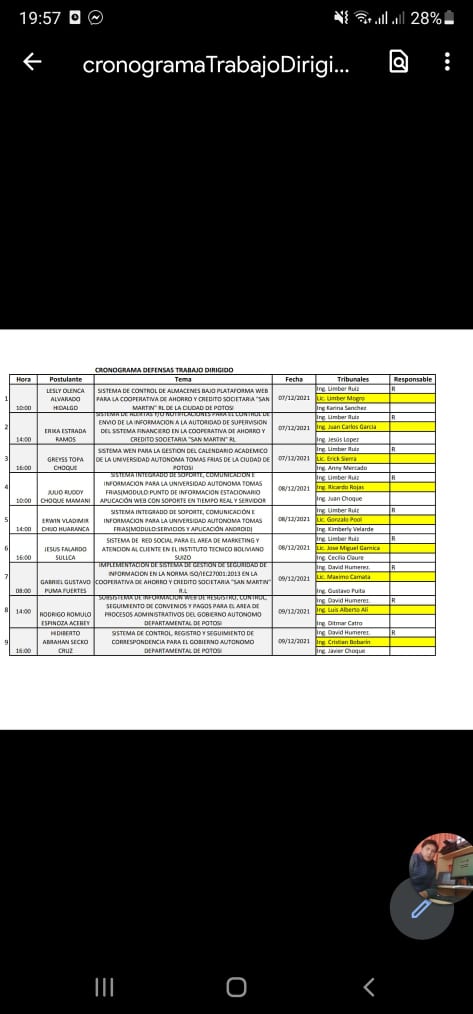 19:57
28%
cronogramaTrabajoDirigi...
CRONOGRAMA DEFENSAS TRABAJO DIRIGIDO
Hora Postulante Tema Fecha Tribunales Responsable
1 10:00 LESLY OLENCA ALVARADO HIDALGO
SISTEMA DE CONTROL DE ALMACENES BAJO PLATAFORMA WEB
PARA LA COOPERATIVA DE AHORRO Y CREDITO SOCIETARIA "SAN
MARTIN" RL DE LA CIUDAD DE POTOSI
07/12/2021
Ing. Limber Ruiz R
Lic. Limber Mogro
Ing Karina Sanchez
2 14:00 ERIKA ESTRADA RAMOS
SISTEMA DE ALERTAS Y/O NOTIFICACIONES PARA EL CONTROL DE
ENVIO DE LA INFORMACION A LA AUTORIDAD DE SUPERVISION
DEL SISTEMA FINANCIERO EN LA COOPERATIVA DE AHORRO Y
CREDITO SOCIETARIA "SAN MARTIN" RL
07/12/2021
Ing. Limber Ruiz R
Ing. Juan Carlos Garcia
Ing. Jesús Lopez
3 16:00 GREYSS TOPA CHOQUE
SISTEMA WEN PARA LA GESTION DEL CALENDARIO ACADEMICO
DE LA UNIVERSIDAD AUTONOMA TOMAS FRIAS DE LA CIUDAD DE
POTOSI
07/12/2021
Ing. Limber Ruiz R
Lic. Erick Sierra
Ing. Anny Mercado
4 10:00 JULIO RUDDY CHOQUE MAMANI
SISTEMA INTEGRADO DE SOPORTE, COMUNICACIÓN E
INFORMACION PARA LA UNIVERSIDAD AUTONOMA TOMAS
FRIAS(MODULO:PUNTO DE INFORMACION ESTACIONARIO
APLICACIÓN WEB CON SOPORTE EN TIEMPO REAL Y SERVIDOR
08/12/2021
Ing. Limber Ruiz R
Ing. Ricardo Rojas
Ing. Juan Choque
5 14:00 ERWIN VLADIMIR CHUO HUARANCA
SISTEMA INTEGRADO DE SOPORTE, COMUNICACIÓN E
INFORMACION PARA LA UNIVERSIDAD AUTONOMA TOMAS
FRIAS(MODULO:SERVICIOS Y APLICACIÓN ANDROID)
08/12/2021
Ing. Limber Ruiz R
Lic. Gonzalo Pool
Ing. Kimberly Velarde
6 16:00 JESUS FAJARDO SULLCA
SISTEMA DE RED SOCIAL PARA EL AREA DE MARKETING Y
ATENCION AL CLIENTE EN EL INSTITUTO TECNICO BOLIVIANO
SUIZO
08/12/2021
Ing. Limber Ruiz R
Lic. Jose Miguel Garnica
Ing. Cecilia Claure
7 08:00 GABRIEL GUSTAVO PUMA FUERTES
IMPLEMENTACION DE SISTEMA DE GESTION DE SEGURIDAD DE
INFORMACION EN LA NORMA ISO/IEC27001:2013 EN LA
COOPERATIVA DE AHORRO Y CREDITO SOCIETARIA "SAN MARTIN"
R.L
09/12/2021
Ing. David Humerez. R
Lic. Maximo Camata
Ing. Gustavo Puita
8 14:00 RODRIGO ROMULO ESPINOZA ACEBEY
SUBSISTEMA DE INFORMACION WEB DE REGISTRO, CONTROL,
SEGUIMIENTO DE CONVENIOS Y PAGOS PARA EL AREA DE
PROCESOS ADMINISTRATIVOS DEL GOBIERNO AUTONOMO
DEPARTAMENTAL DE POTOSI
09/12/2021
Ing. David Humerez. R
Ing. Luis Alberto Alí
Ing. Ditmar Catro
9 16:00 HIDIBERTO ABRAHAN SECKO CRUZ
SISTEMA DE CONTROL, REGISTRO Y SEGUIMIENTO DE
CORRESPONDENCIA PARA EL GOBIERNO AUTONOMO
DEPARTAMENTAL DE POTOSI
09/12/2021
Ing. David Humerez. R
Ing. Cristian Bobarin
Ing. Javier Choque